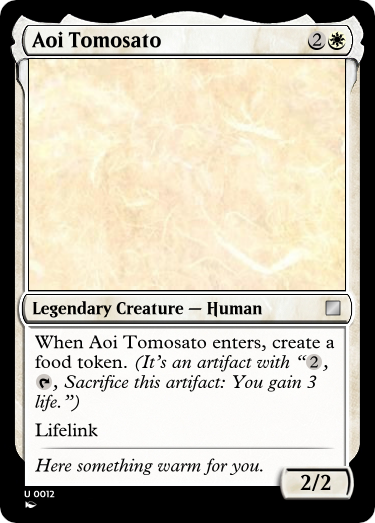 Aoi Tomosato 2
Legendary Creature — Human
When Aoi Tomosato enters, create a
food token. (It's an artifact with “2,
, Sacrifice this artifact: You gain 3
life.”)
Lifelink
Here something warm for you.
2/2
U 0012